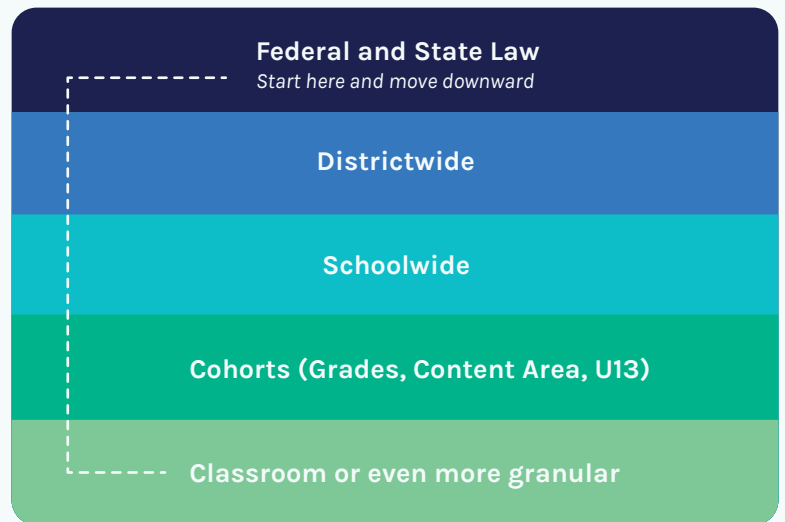 Federal and State Law
Start here and move downward
Districtwide
Schoolwide
Cohorts (Grades, Content Area, U13)
Classroom or even more granular